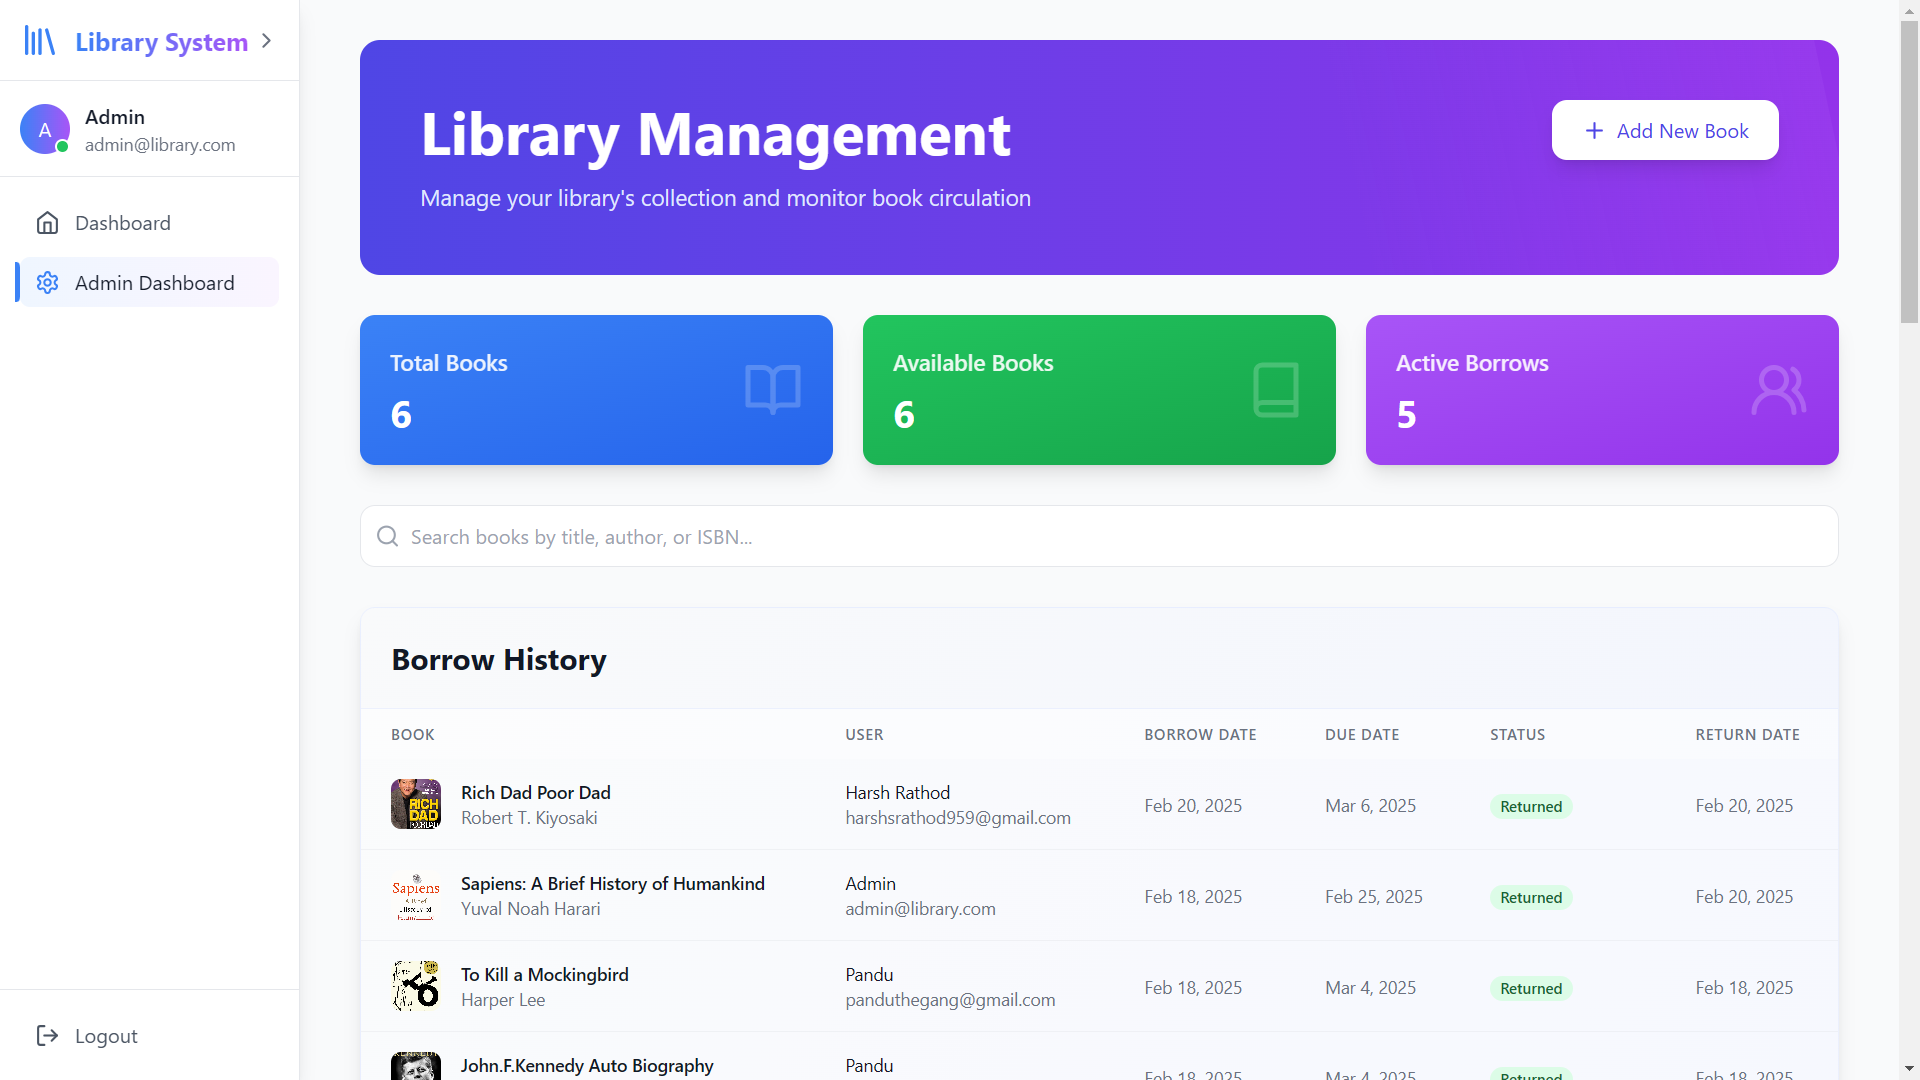 Library System
A
Admin
admin@library.com
Dashboard
Admin Dashboard
Logout
Library Management
Manage your library's collection and monitor book circulation
Add New Book
Total Books
6
Available Books
6
Active Borrows
5
Search books by title, author, or ISBN...
Borrow History
BOOK USER BORROW DATE DUE DATE STATUS RETURN DATE
RICH
DAD
Rich Dad Poor Dad
Robert T. Kiyosaki
Harsh Rathod
harshsrathod959@gmail.com
Feb 20, 2025
Mar 6, 2025
Returned
Feb 20, 2025
Sapiens
Sapiens: A Brief History of Humankind
Yuval Noah Harari
Admin
admin@library.com
Feb 18, 2025
Feb 25, 2025
Returned
Feb 20, 2025
To Kill a Mockingbird
Harper Lee
Pandu
panduthegang@gmail.com
Feb 18, 2025
Mar 4, 2025
Returned
Feb 18, 2025
John.F.Kennedy Auto Biography
Pandu
Feb 18, 2025
Mar 4, 2025
Returned
Feb 18, 2025